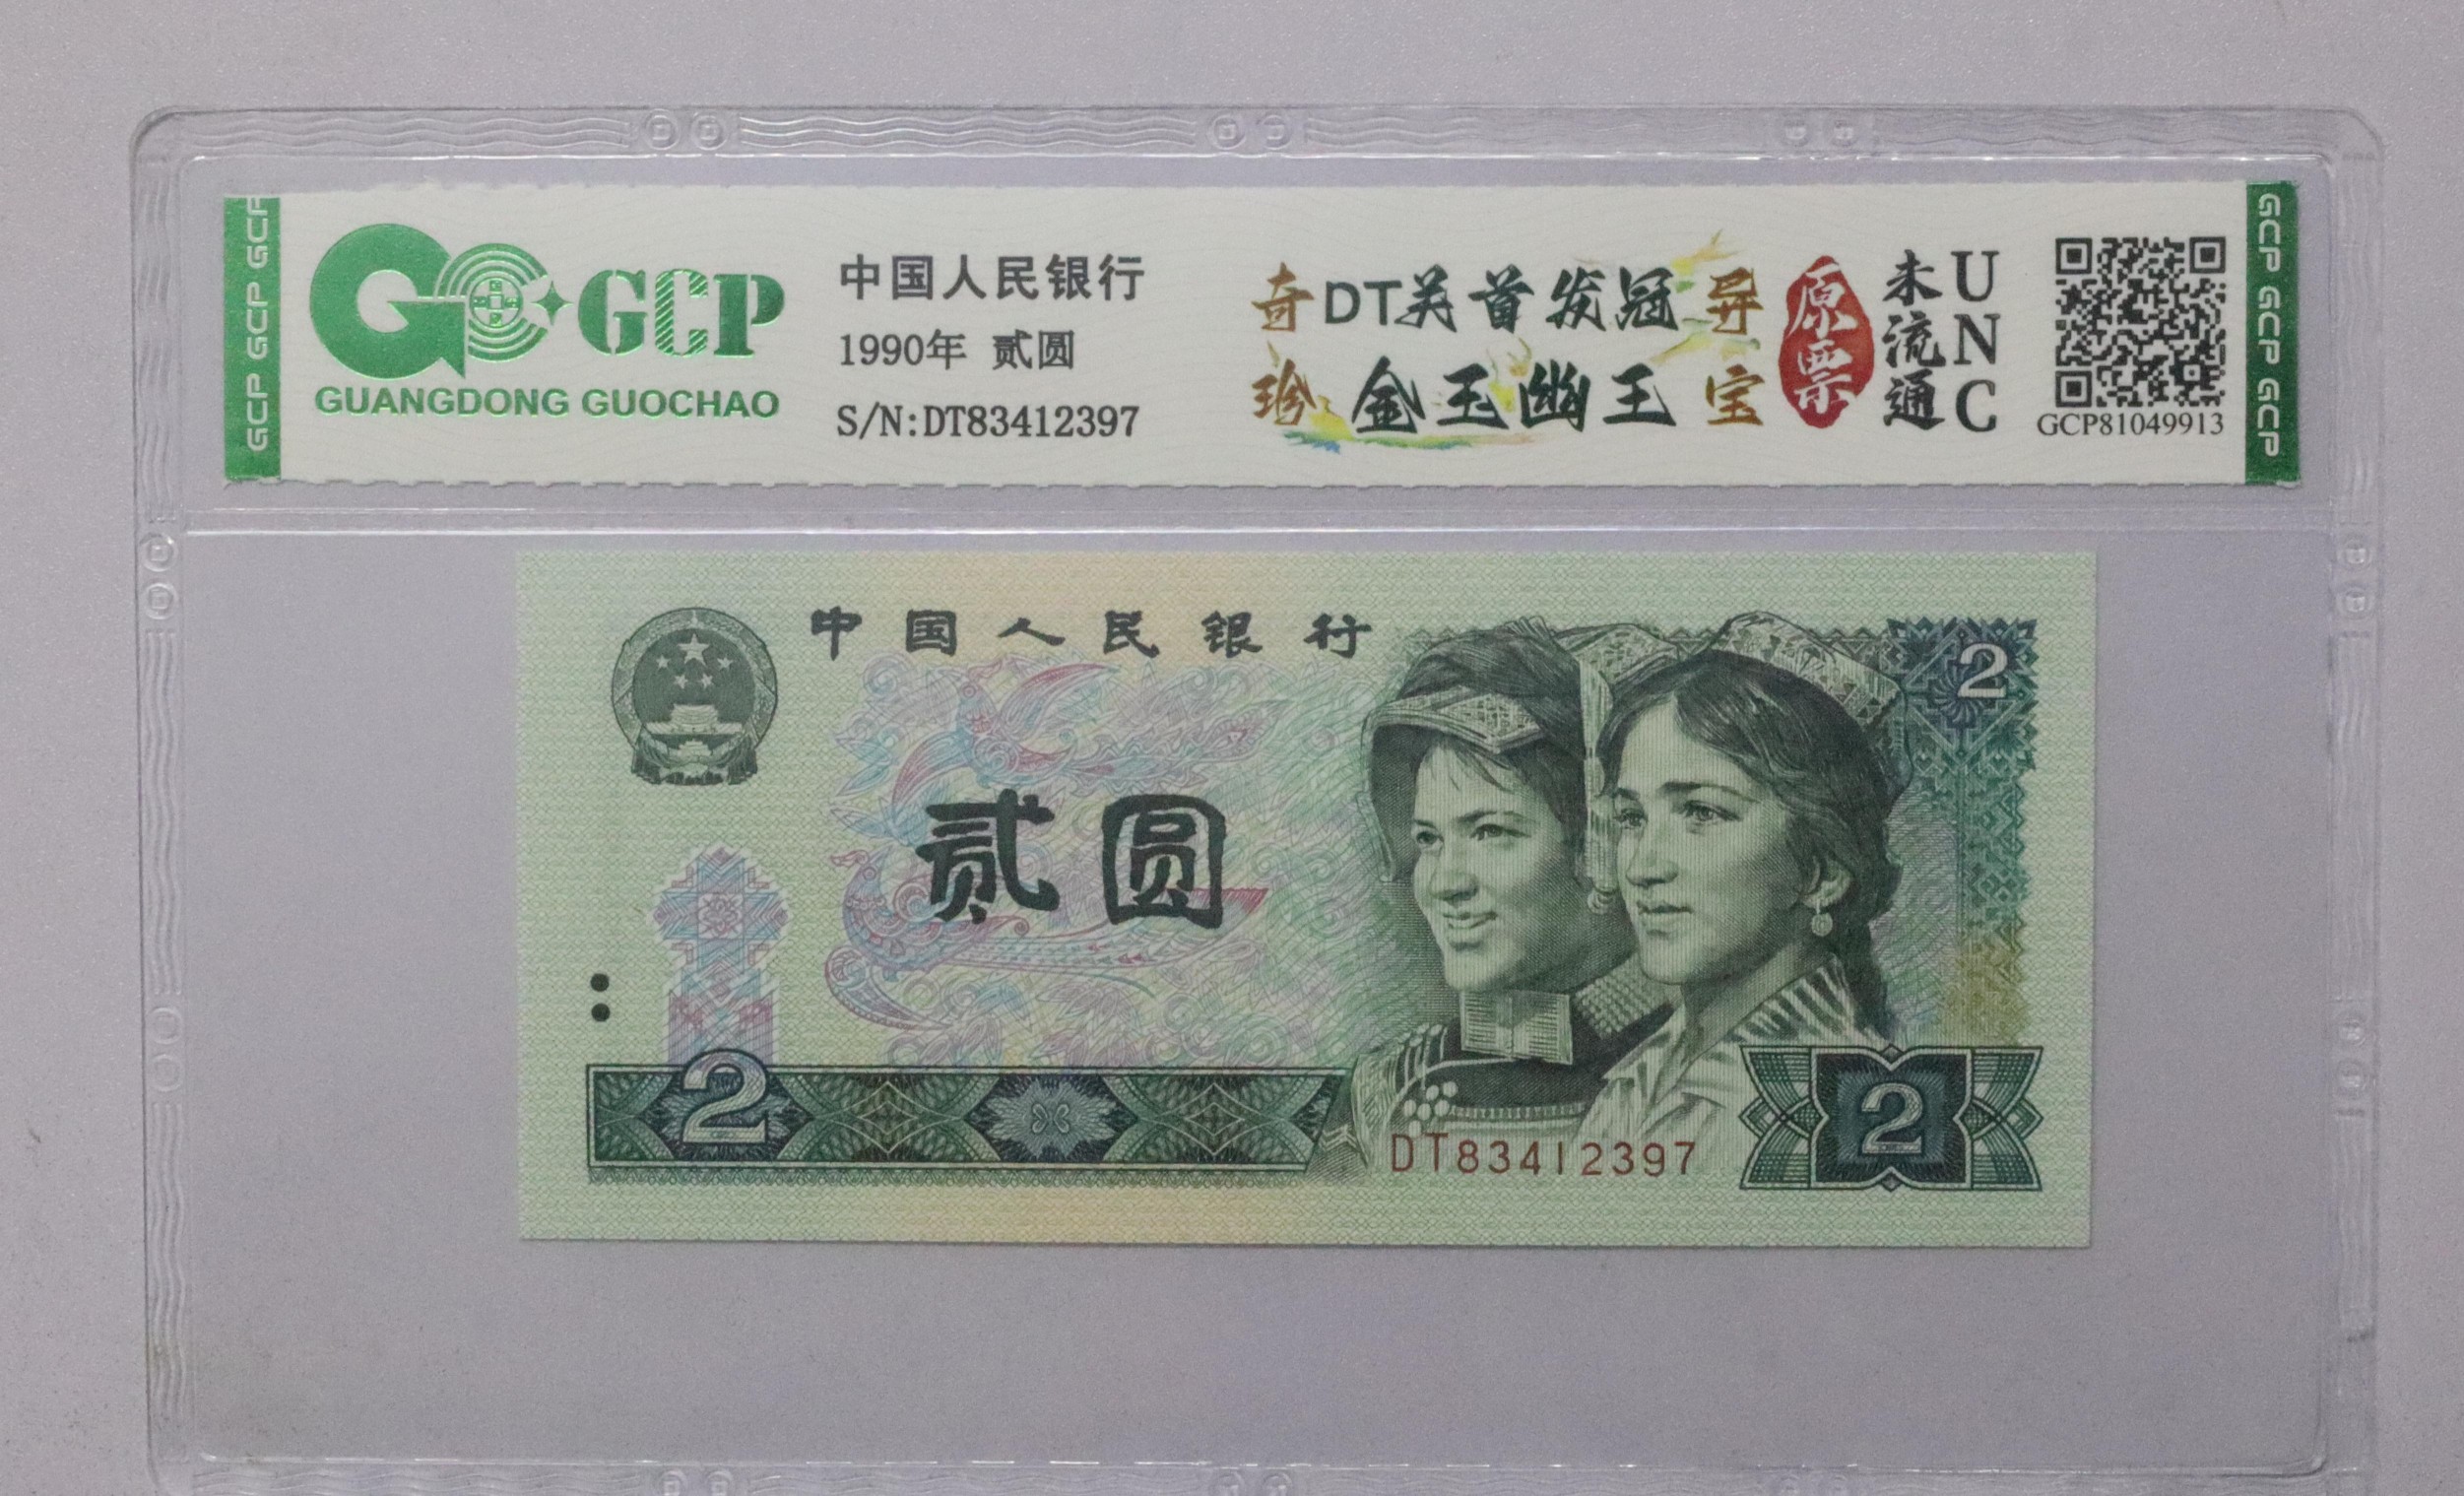 GCP GCP GCP
GCP
GUANGDONG GUOCHAO
中国人民银行
1990年 贰圆
S/N:DT83412397
奇DT关首发冠异
珍金玉幽王宝
原票
未流通
UNC
GCP81049913
GCP GCP GCP
中国人民银行
2
贰圆
2
DT83412397
2